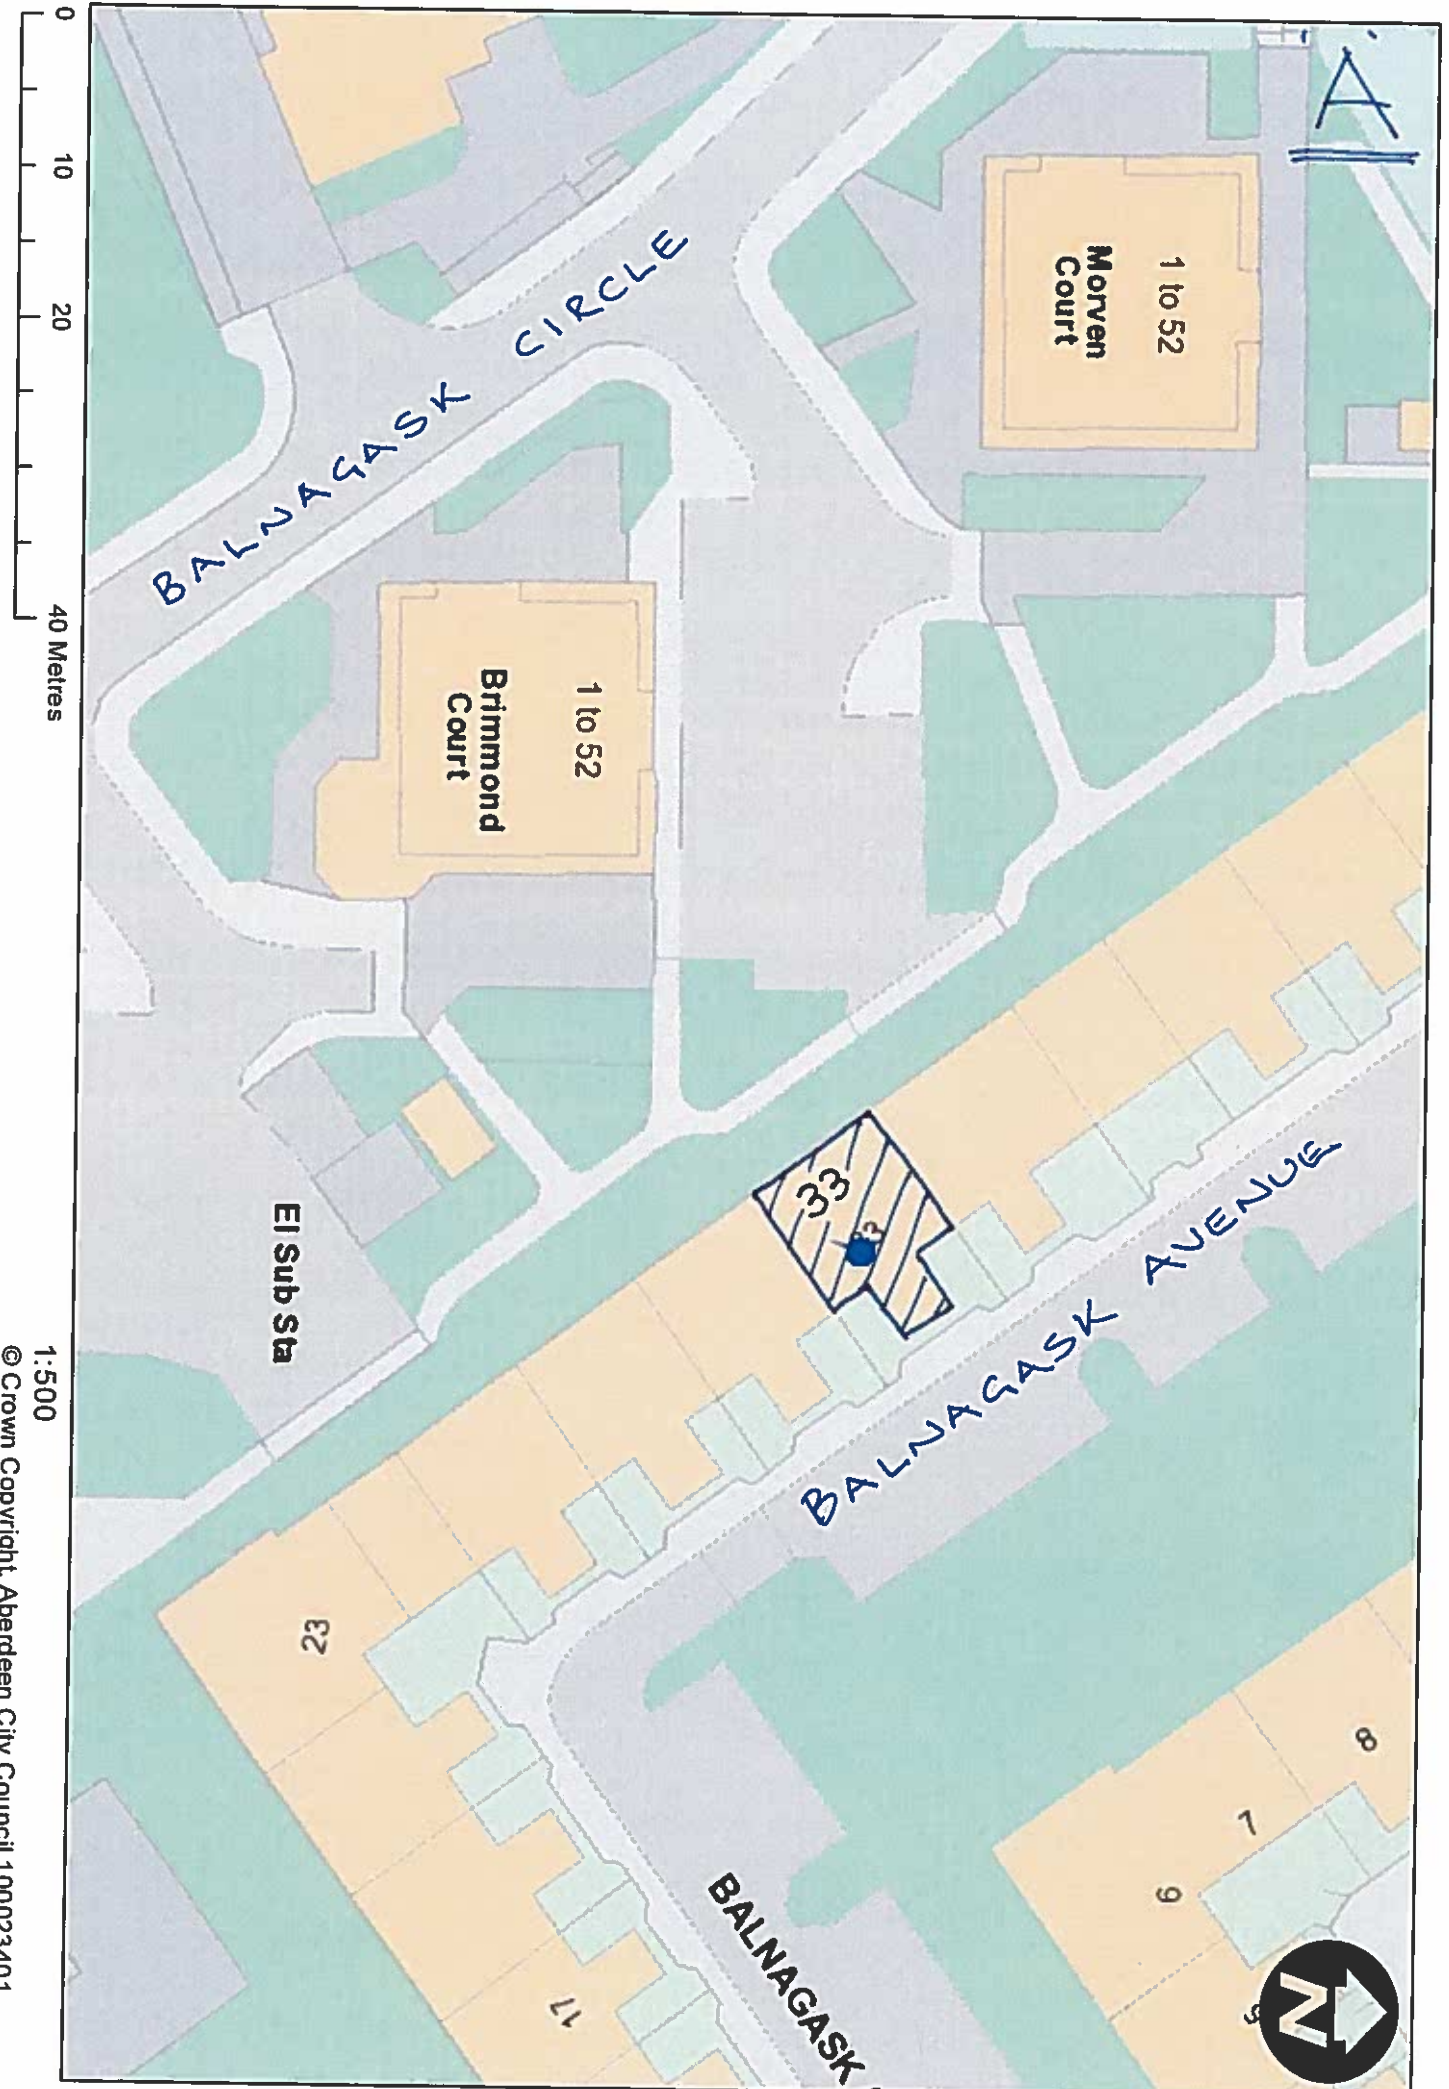 A
1 to 52
Morven
Court
BALNAGASK CIRCLE
1 to 52
Brimmond
Court
BALNAGASK AVENUE
33
El Sub Sta
23
17
8
7
6
BALNAGASK
N
0
10
20
40 Metres
1:500
© Crown Copyright. Aberdeen City Council 100023401